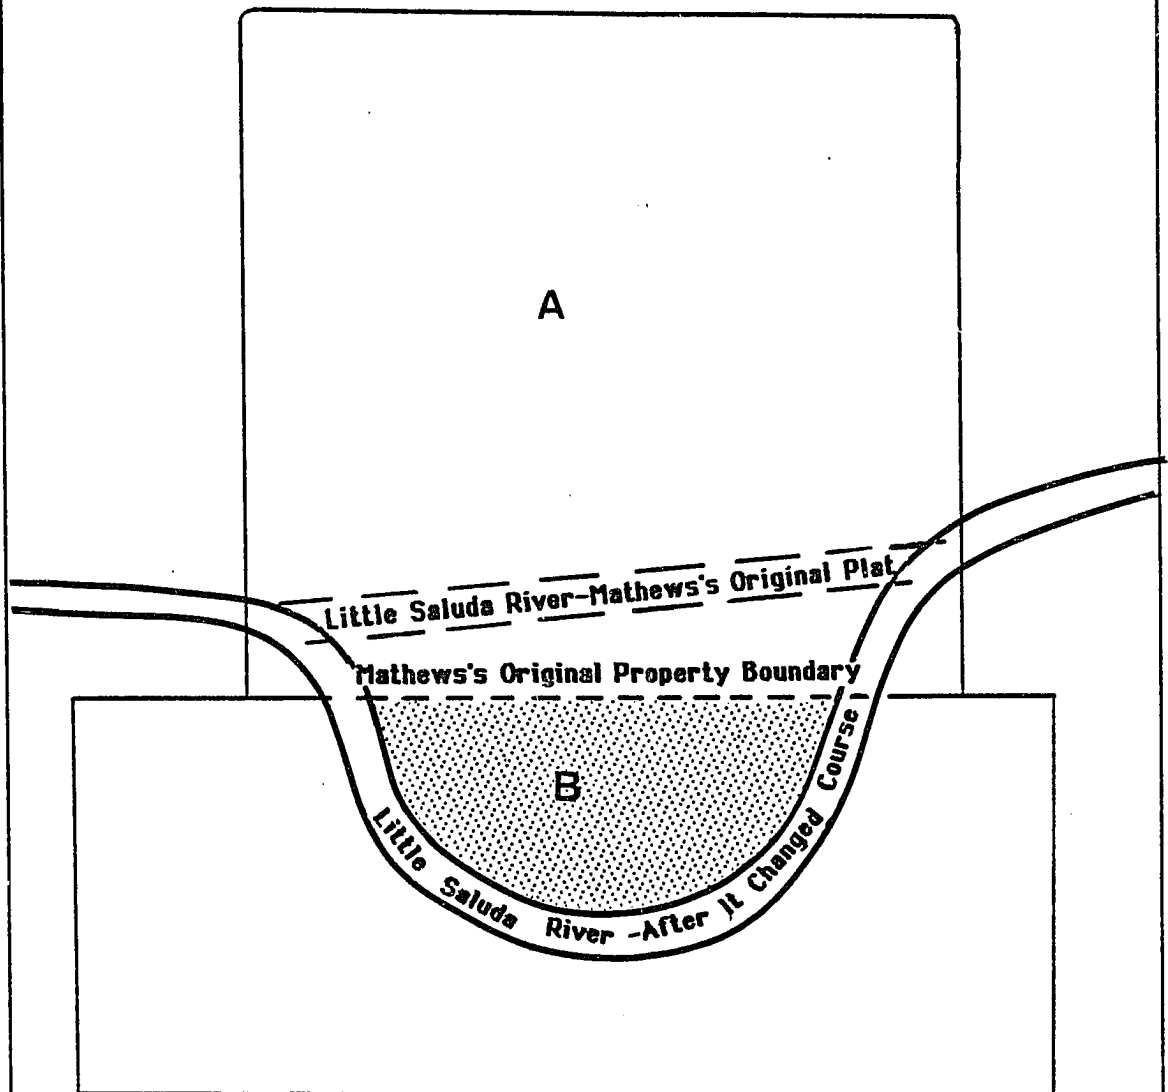 A
Little Saluda River-Mathews's Original Plat
Mathews's Original Property Boundary
B
Little Saluda River -After It Changed Course